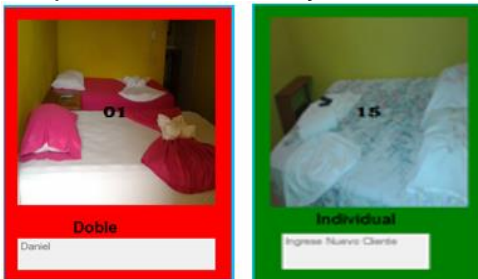 01
Doble
Daniel
15
Individual
Ingrese Nuevo Cliente